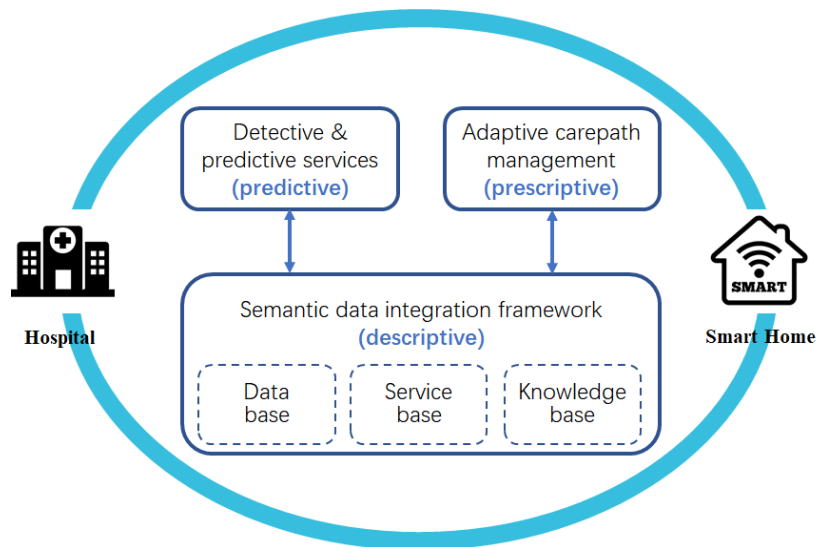 Detective &
predictive services
(predictive)
Adaptive carepath
management
(prescriptive)
SMART
Hospital
Smart Home
Semantic data integration framework
(descriptive)
Data
base
Service
base
Knowledge
base